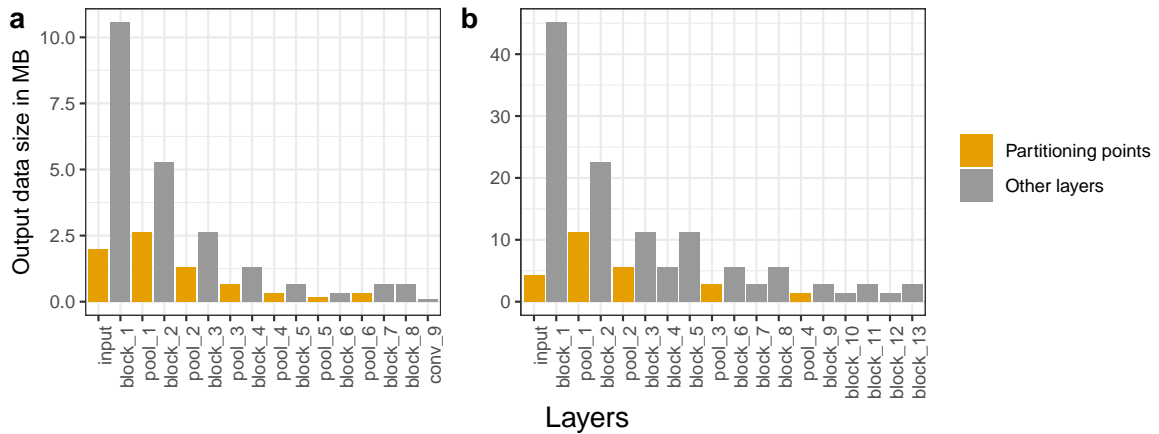 a
Output data size in MB
10.0
7.5
5.0
2.5
0.0
input
block_1
pool_1
block_2
pool_2
block_3
pool_3
block_4
pool_4
block_5
pool_5
block_6
pool_6
block_7
block_8
conv_9
b
40
30
20
10
0
input
block_1
pool_1
block_2
pool_2
block_3
block_4
block_5
pool_3
block_6
block_7
block_8
pool_4
block_9
block_10
block_11
block_12
block_13
Layers
Partitioning points
Other layers